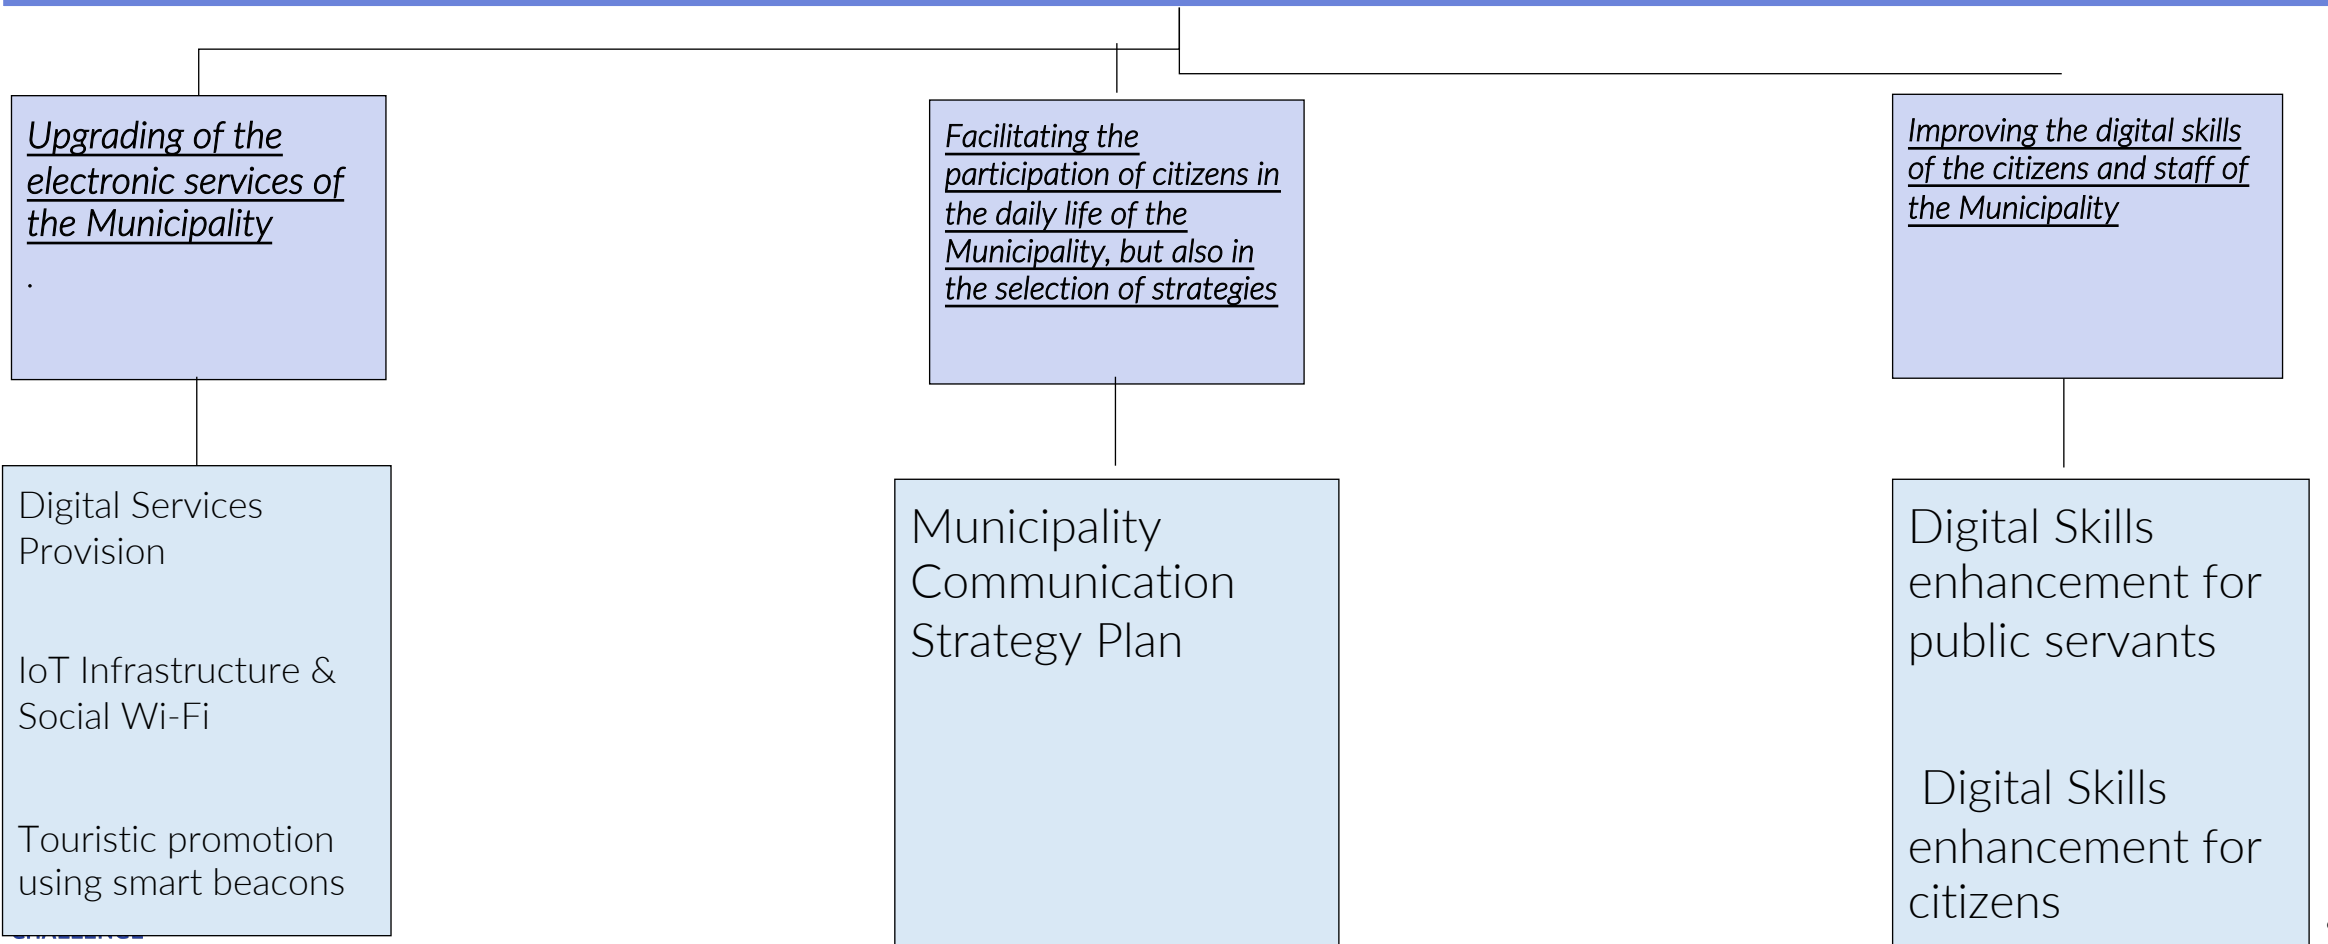 Upgrading of the
electronic services of
the Municipality
.
Facilitating the
participation of citizens in
the daily life of the
Municipality, but also in
the selection of strategies
Improving the digital skills
of the citizens and staff of
the Municipality
Digital Services
Provision
IoT Infrastructure &
Social Wi-Fi
Touristic promotion
using smart beacons
Municipality
Communication
Strategy Plan
Digital Skills
enhancement for
public servants
Digital Skills
enhancement for
citizens